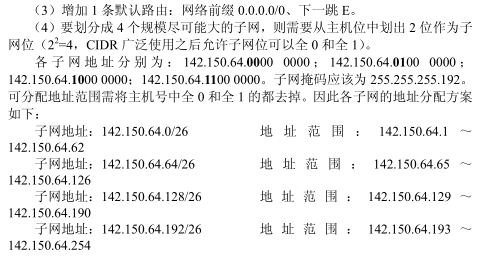 （3）增加 1 条默认路由：网络前缀 0.0.0.0/0、下一跳 E。
（4）要划分成 4 个规模尽可能大的子网，则需要从主机位中划出 2 位作为子
网位（2²=4，CIDR 广泛使用之后允许子网位可以全 0 和全 1）。
各子网地址分别为：142.150.64.0000 0000；142.150.64.0100 0000；
142.150.64.1000 0000；142.150.64.1100 0000。子网掩码应该为 255.255.255.192。
可分配地址范围需将主机号中全 0 和全 1 的都去掉。因此各子网的地址分配方案
如下：
子网地址：142.150.64.0/26 地址范围：142.150.64.1 ～
142.150.64.62
子网地址：142.150.64.64/26 地址范围：142.150.64.65 ～
142.150.64.126
子网地址：142.150.64.128/26 地址范围：142.150.64.129 ～
142.150.64.190
子网地址：142.150.64.192/26 地址范围：142.150.64.193 ～
142.150.64.254